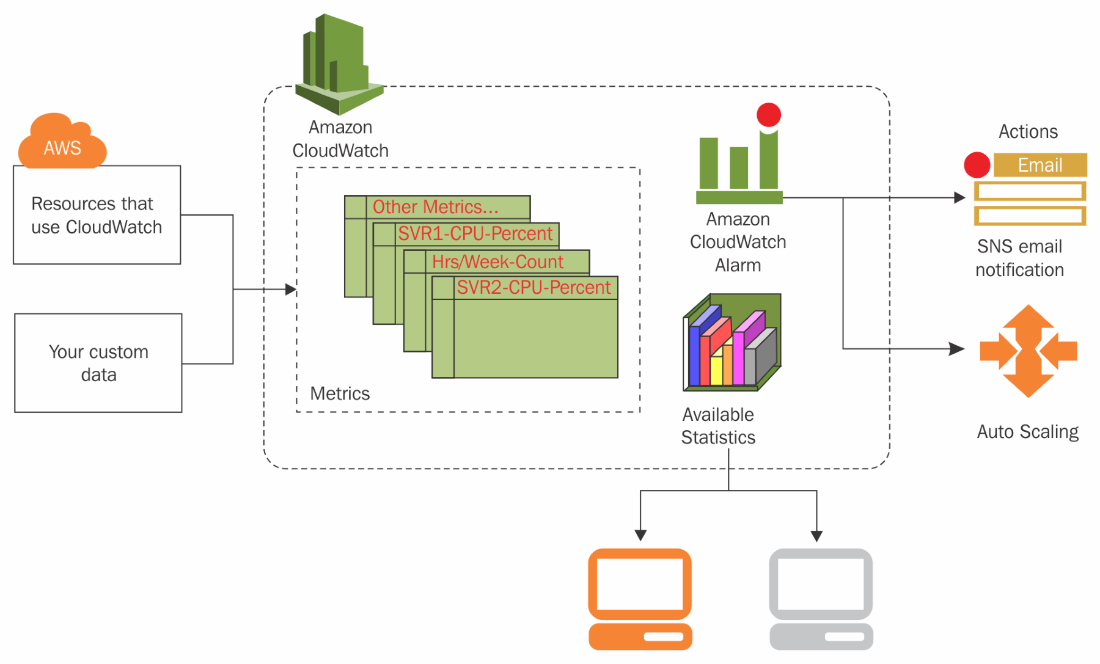 Amazon
CloudWatch
AWS
Resources that
use CloudWatch
Your custom
data
Other Metrics...
SVR1-CPU-Percent
Hrs/Week-Count
SVR2-CPU-Percent
Metrics
Amazon
CloudWatch
Alarm
Available
Statistics
Actions
Email
SNS email
notification
Auto Scaling